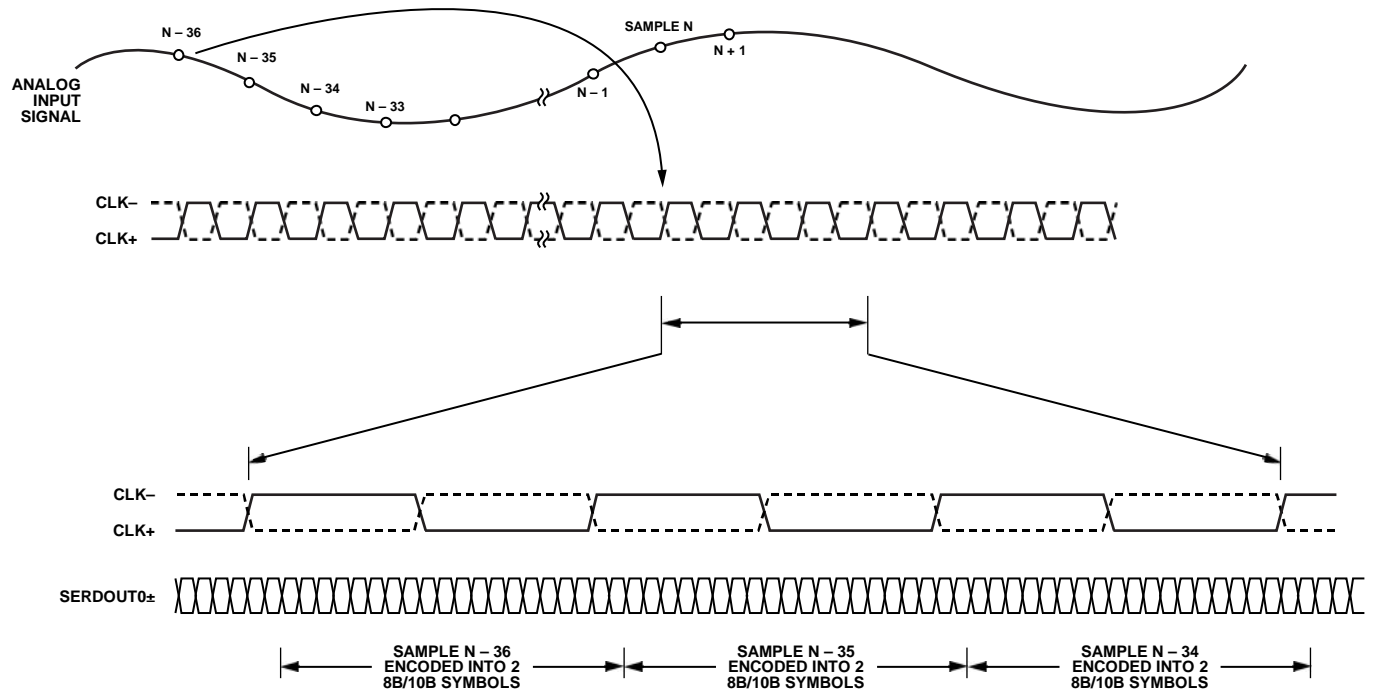 N – 36
N – 35
N – 34
N – 33
N – 1
SAMPLE N
N + 1
ANALOG
INPUT
SIGNAL
CLK–
CLK+
CLK–
CLK+
SERDOUT0±
SAMPLE N – 36
ENCODED INTO 2
8B/10B SYMBOLS
SAMPLE N – 35
ENCODED INTO 2
8B/10B SYMBOLS
SAMPLE N – 34
ENCODED INTO 2
8B/10B SYMBOLS